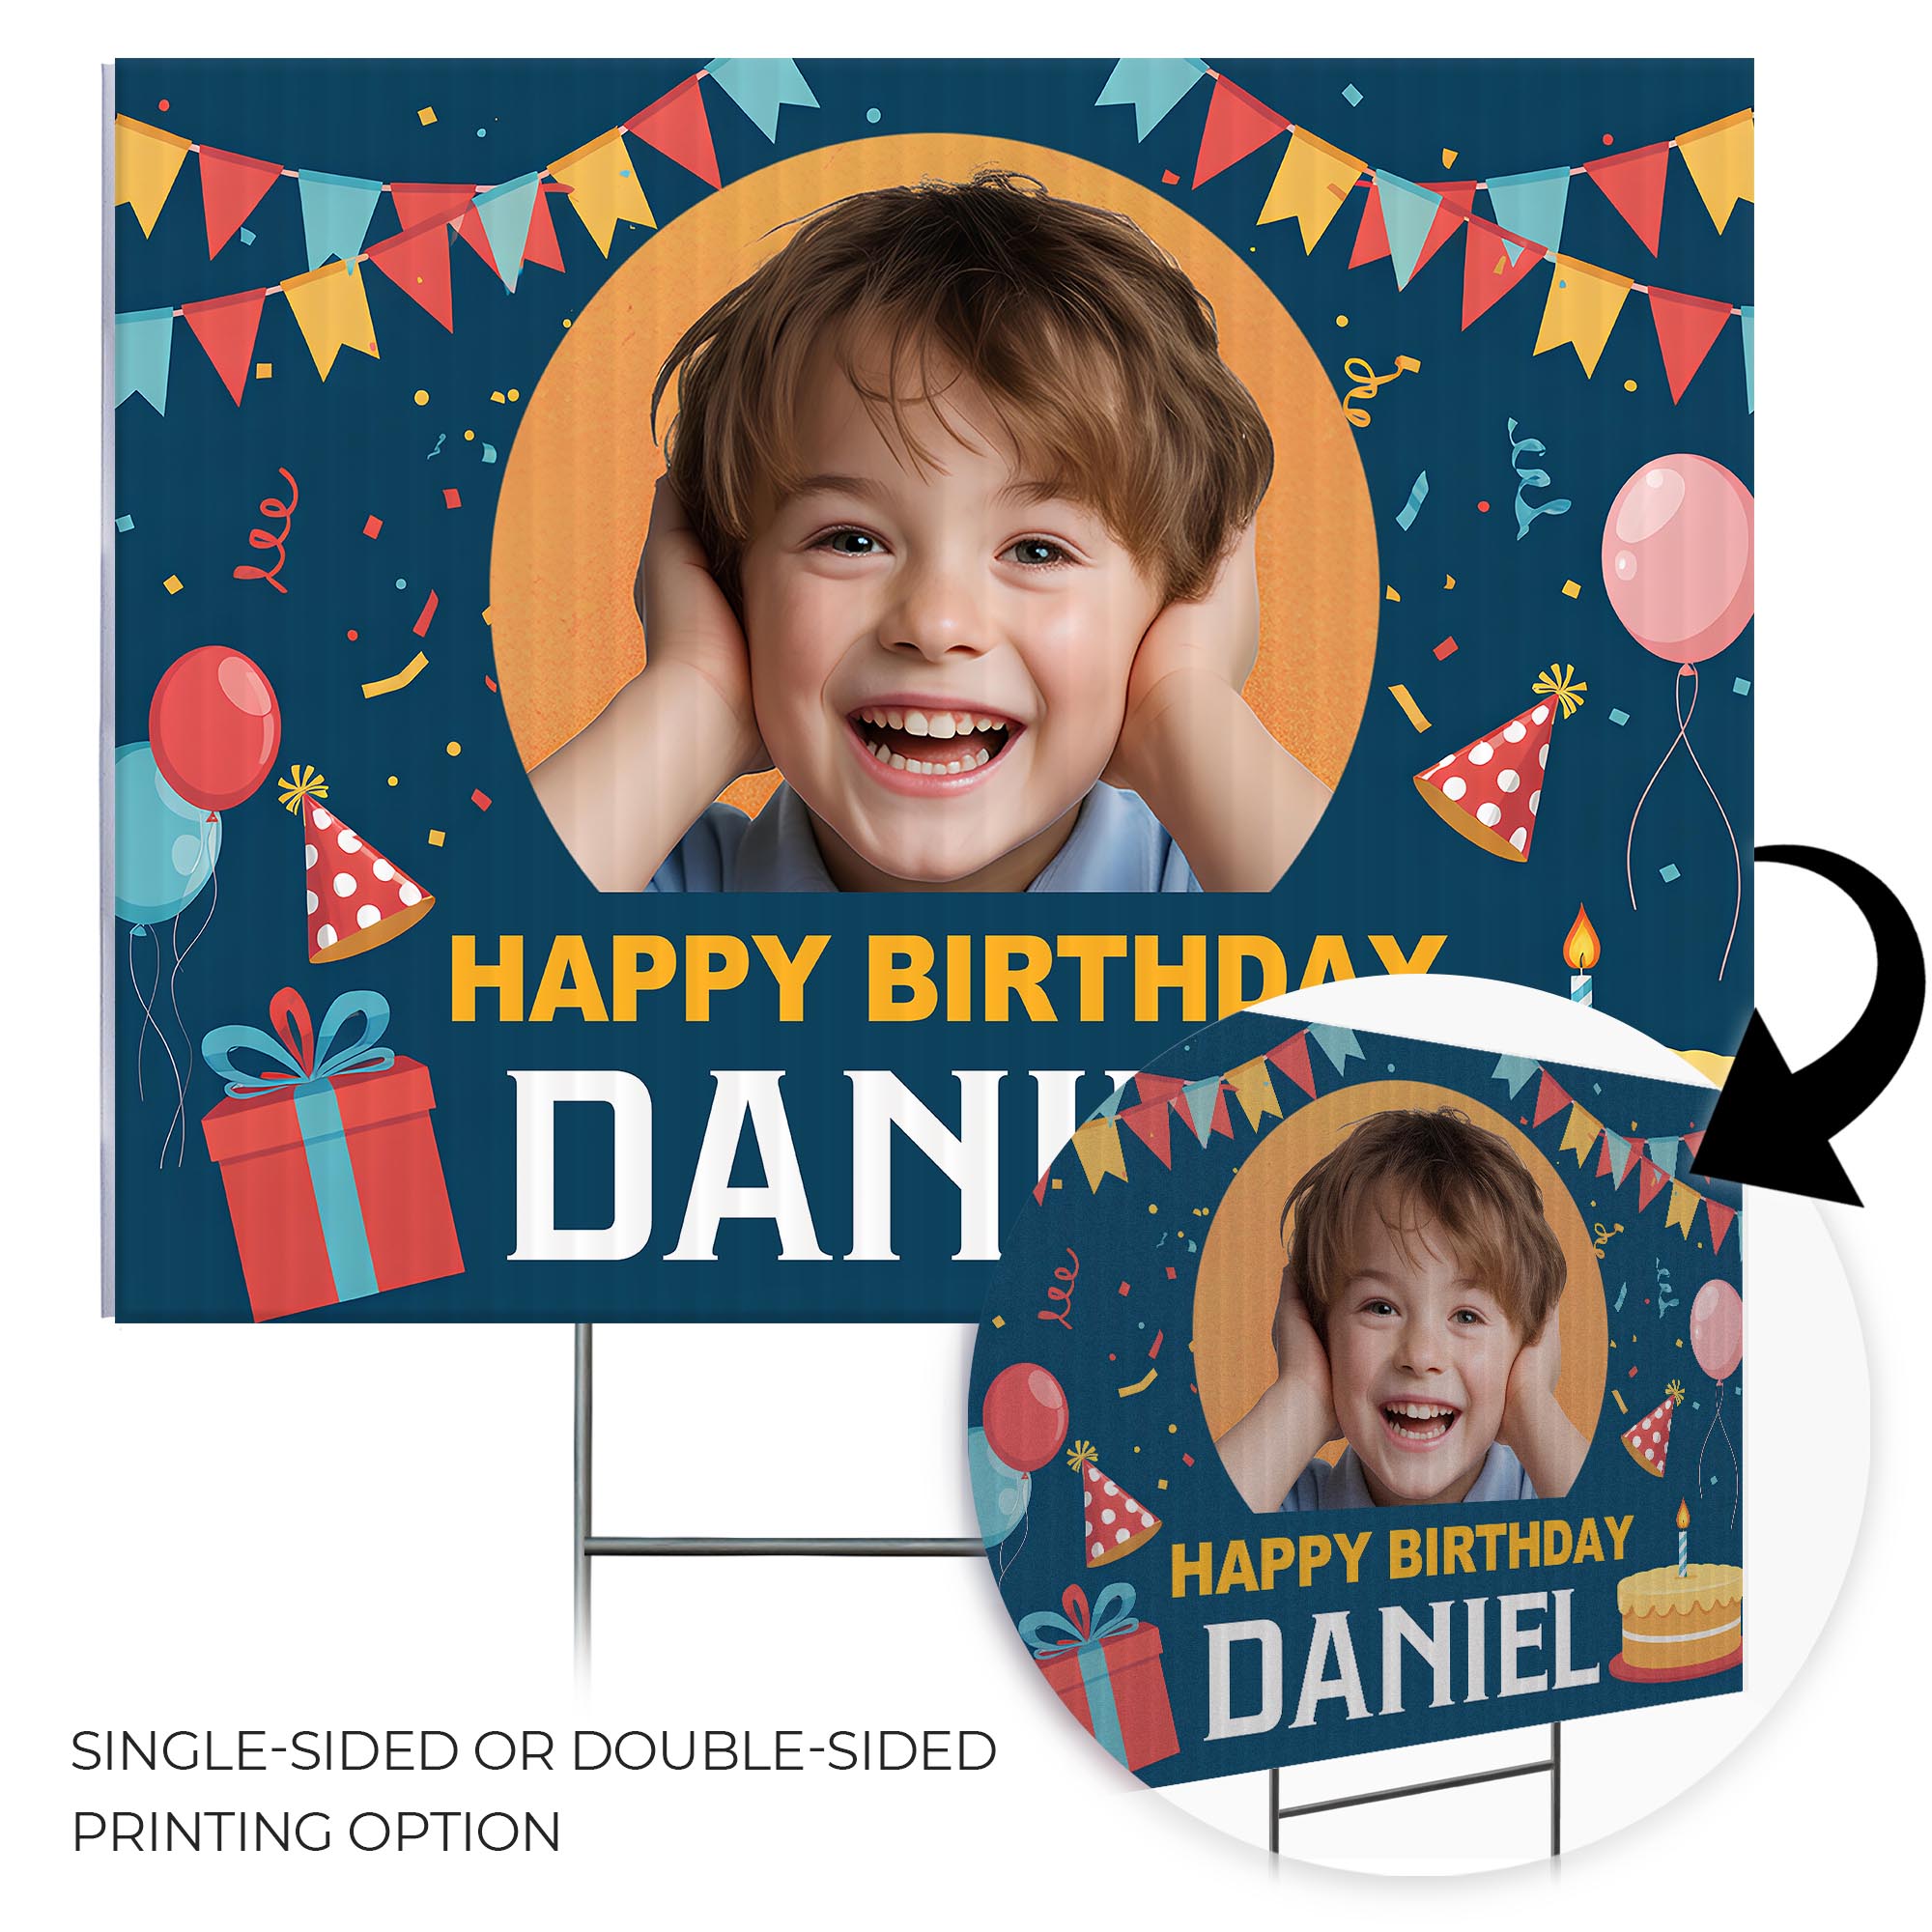 HAPPY BIRTHDAY
DANI
HAPPY BIRTHDAY
DANIEL
SINGLE-SIDED OR DOUBLE-SIDED
PRINTING OPTION